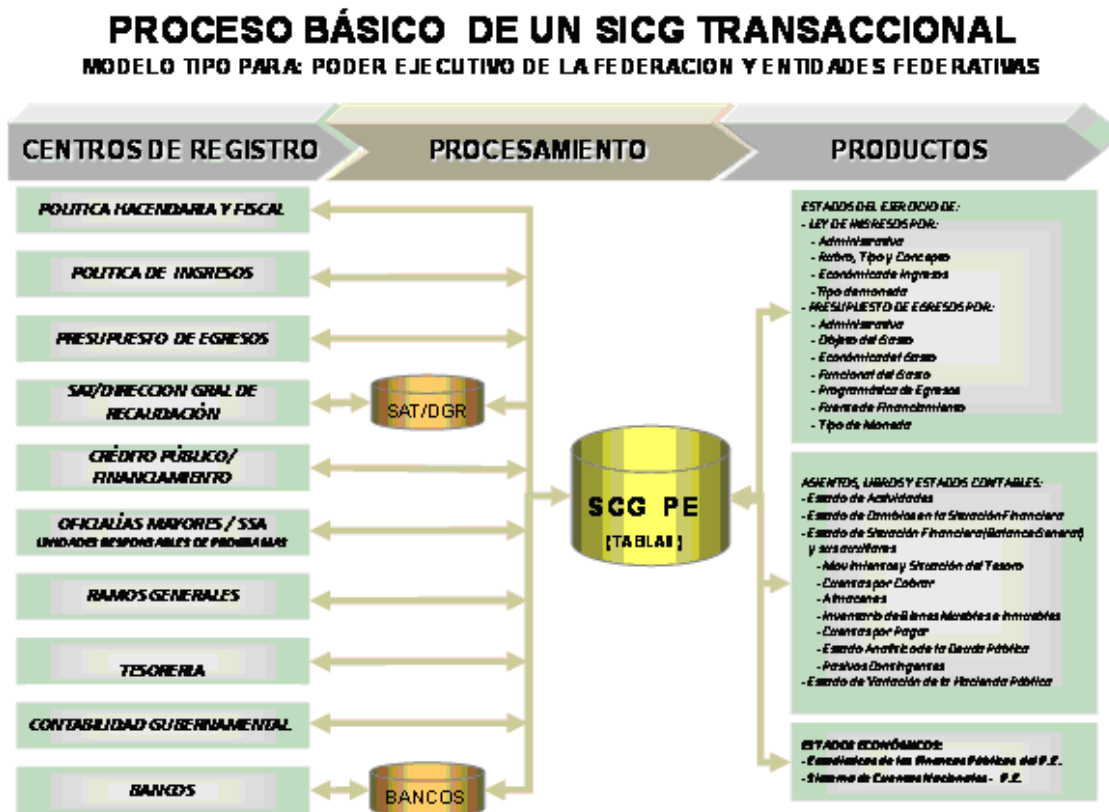 PROCESO BÁSICO DE UN SICG TRANSACCIONAL
MODELO TIPO PARA: PODER EJECUTIVO DE LA FEDERACION Y ENTIDADES FEDERATIVAS
CENTROS DE REGISTRO
PROCESAMIENTO
PRODUCTOS
POLITICA HACENDARIA Y FISCAL
POLITICA DE INGRESOS
PRESUPUESTO DE EGRESOS
SAT/DIRECCION GRAL DE
RECAUDACIÓN
CRÉDITO PÚBLICO/
FINANCIAMIENTO
OFICIALÍAS MAYORES / SSA
UNIDADES RESPONSABLES DE PROGRAMAS
RAMOS GENERALES
TESORERIA
CONTABILIDAD GUBERNAMENTAL
BANCOS
SAT/DGR
BANCOS
SCG PE
(TABLAS)
ESTADOS DEL EJERCICIO DE:
- LEY DE INGRESOS POR:
- Administrativa
- Rubro, Tipo y Concepto
- Económica de Ingresos
- Tipo de moneda
- PRESUPUESTO DE EGRESOS POR:
- Administrativa
- Objeto del Gasto
- Económica del Gasto
- Funcional del Gasto
- Programática de Egresos
- Fuente de Financiamiento
- Tipo de Moneda
ASIENTOS, LIBROS Y ESTADOS CONTABLES:
- Estado de Actividades
- Estado de Cambios en la Situación Financiera
- Estado de Situación Financiera (Balance General)
y sus auxiliares
- Movimientos y Situación del Tesoro
- Cuentas por Cobrar
- Almacenes
- Inventario de Bienes Muebles e Inmuebles
- Cuentas por Pagar
- Estado Analítico de la Deuda Pública
- Pasivos Contingentes
- Estado de Variación de la Hacienda Pública
ESTADOS ECONÓMICOS:
- Estadísticas de las Finanzas Públicas del P.E.
- Sistema de Cuentas Nacionales - P.E.